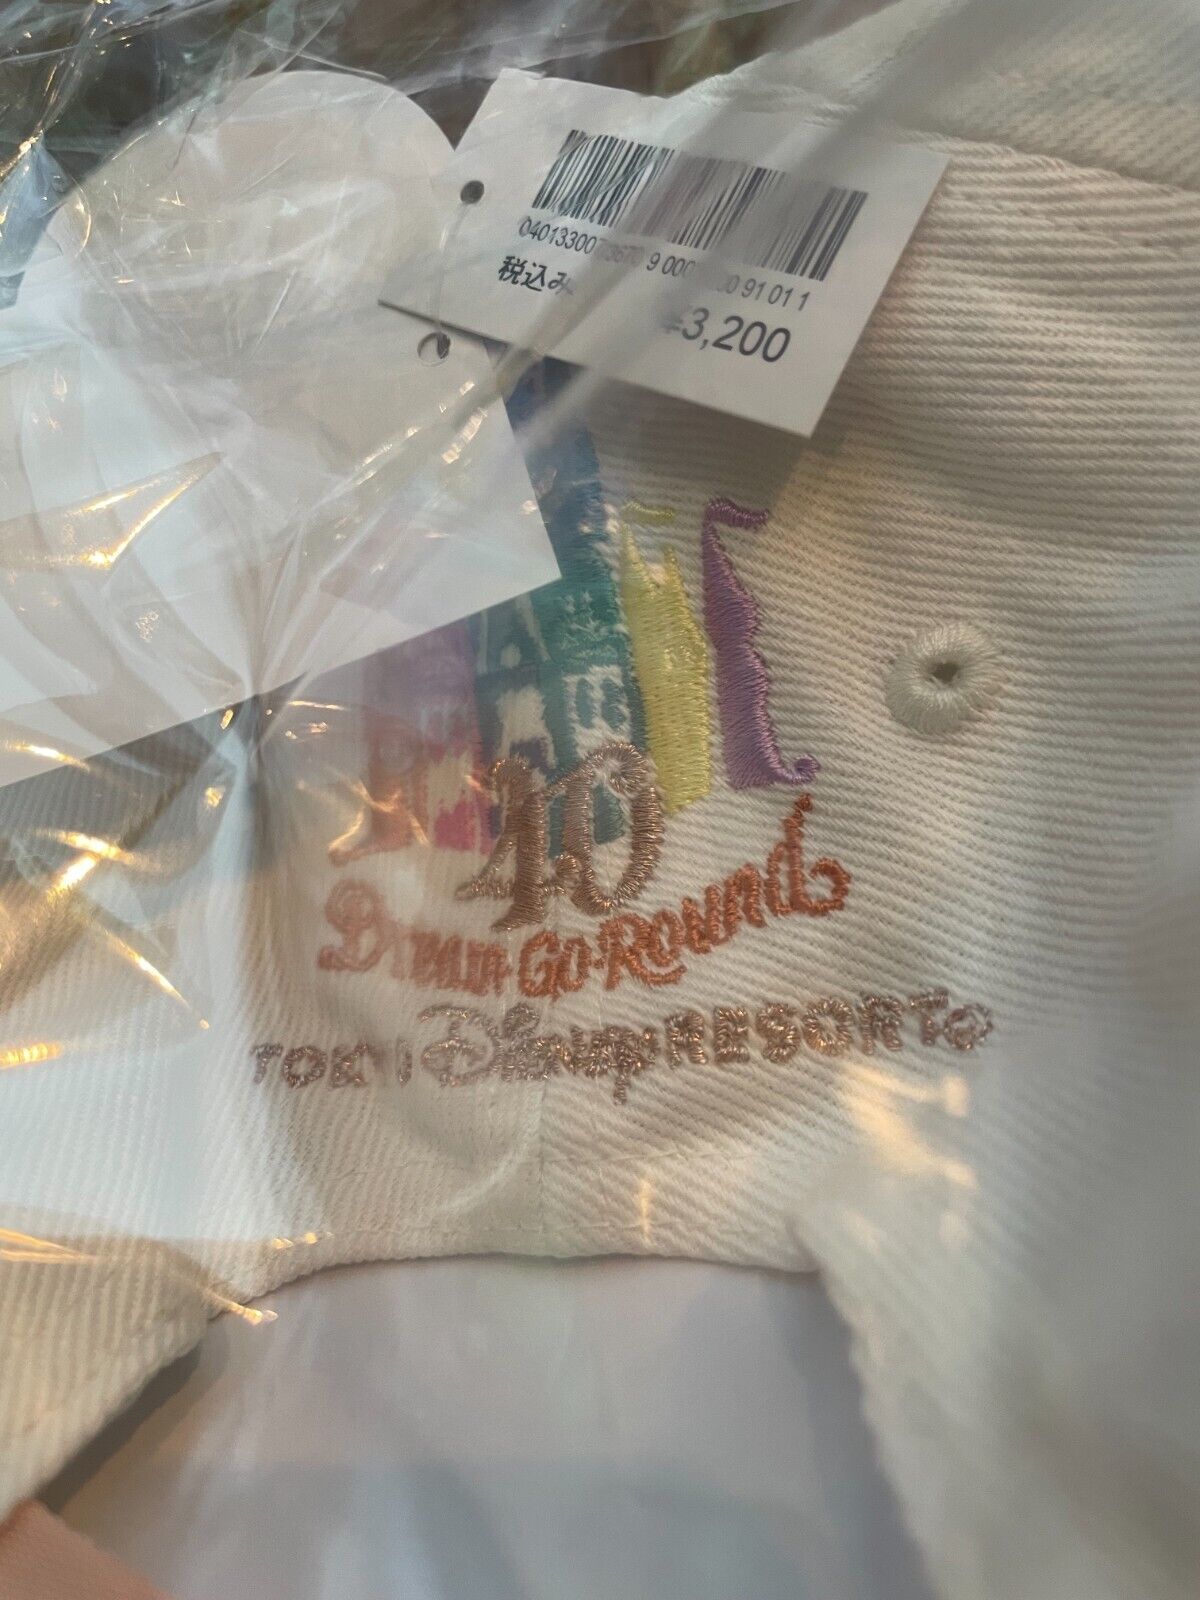 税込み
¥3,200
40
Dream-Go-Round
TOKYO Disney RESORT